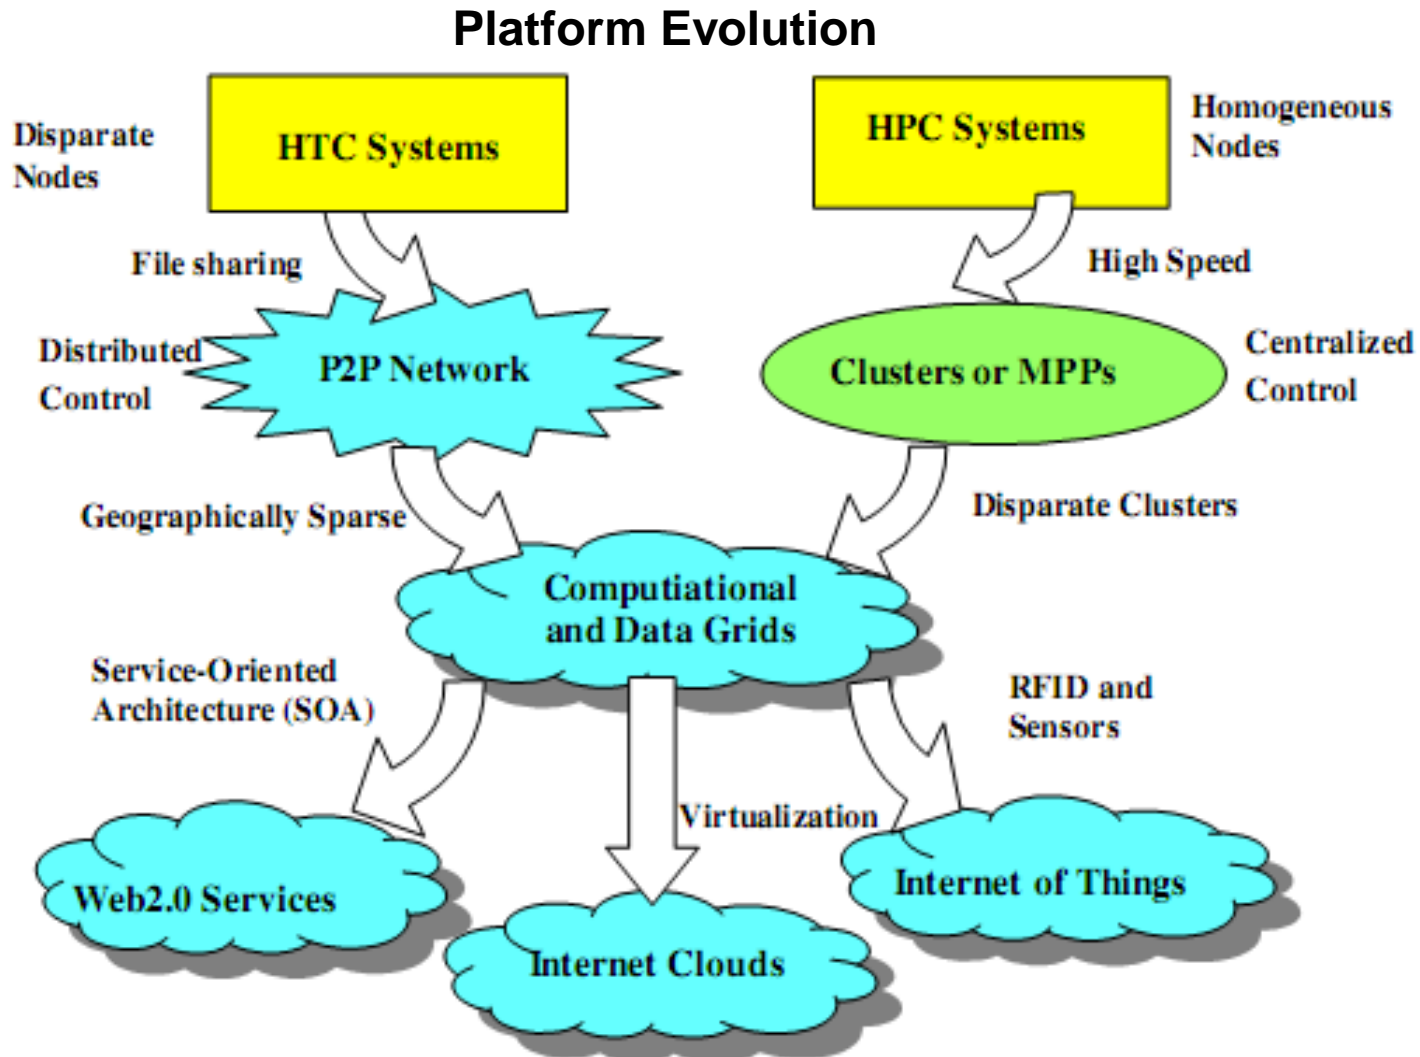 Platform Evolution
Disparate
Nodes
HTC Systems
HPC Systems
Homogeneous
Nodes
File sharing
High Speed
Distributed
Control
P2P Network
Clusters or MPPs
Centralized
Control
Geographically Sparse
Disparate Clusters
Computiational
and Data Grids
Service-Oriented
Architecture (SOA)
RFID and
Sensors
Virtualization
Web2.0 Services
Internet Clouds
Internet of Things